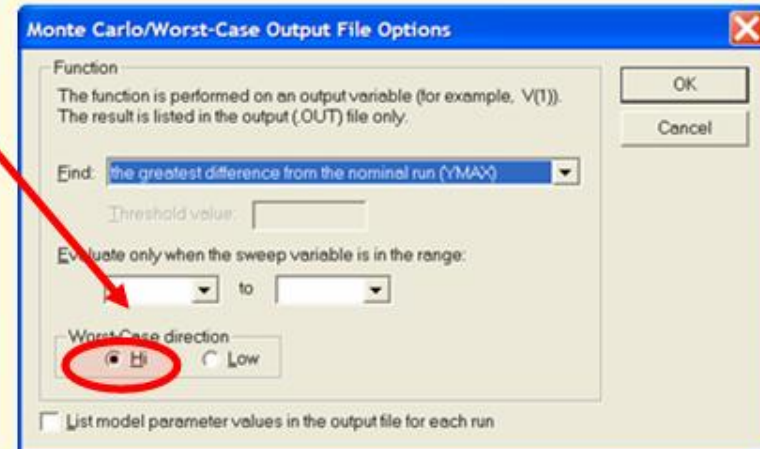 Monte Carlo/Worst-Case Output File Options
Function
The function is performed on an output variable (for example, V(1)).
The result is listed in the output (.OUT) file only.
OK
Cancel
Find: the greatest difference from the nominal run (YMAX)
Threshold value:
Evaluate only when the sweep variable is in the range:
to
Worst-Case direction
Hi Low
List model parameter values in the output file for each run